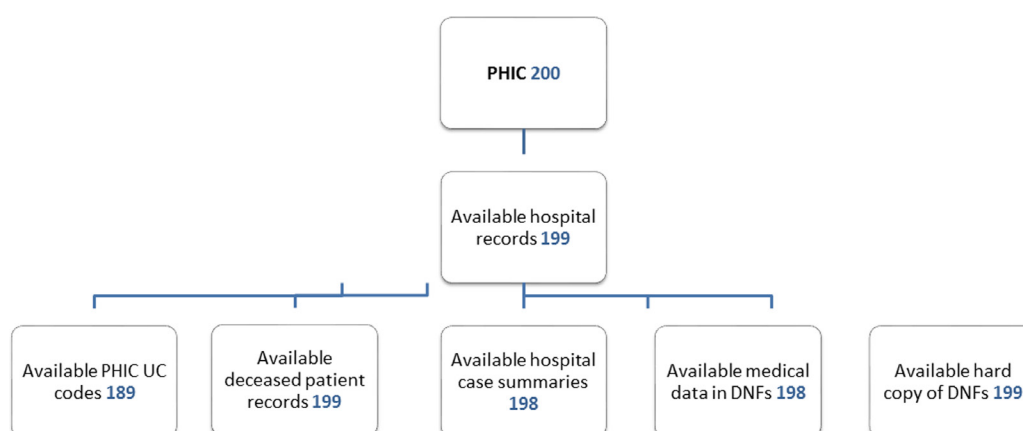 PHIC 200
Available hospital
records 199
Available PHIC UC
codes 189
Available
deceased patient
records 199
Available hospital
case summaries
198
Available medical
data in DNFs 198
Available hard
copy of DNFs 199